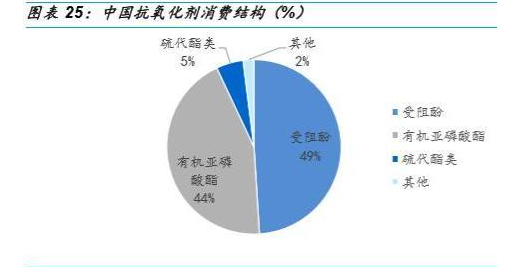 图表 25：中国抗氧化剂消费结构（%）
硫代酯类
5%
其他
2%
受阻酚
49%
有机亚磷
酸酯
44%
受阻酚
有机亚磷酸酯
硫代酯类
其他